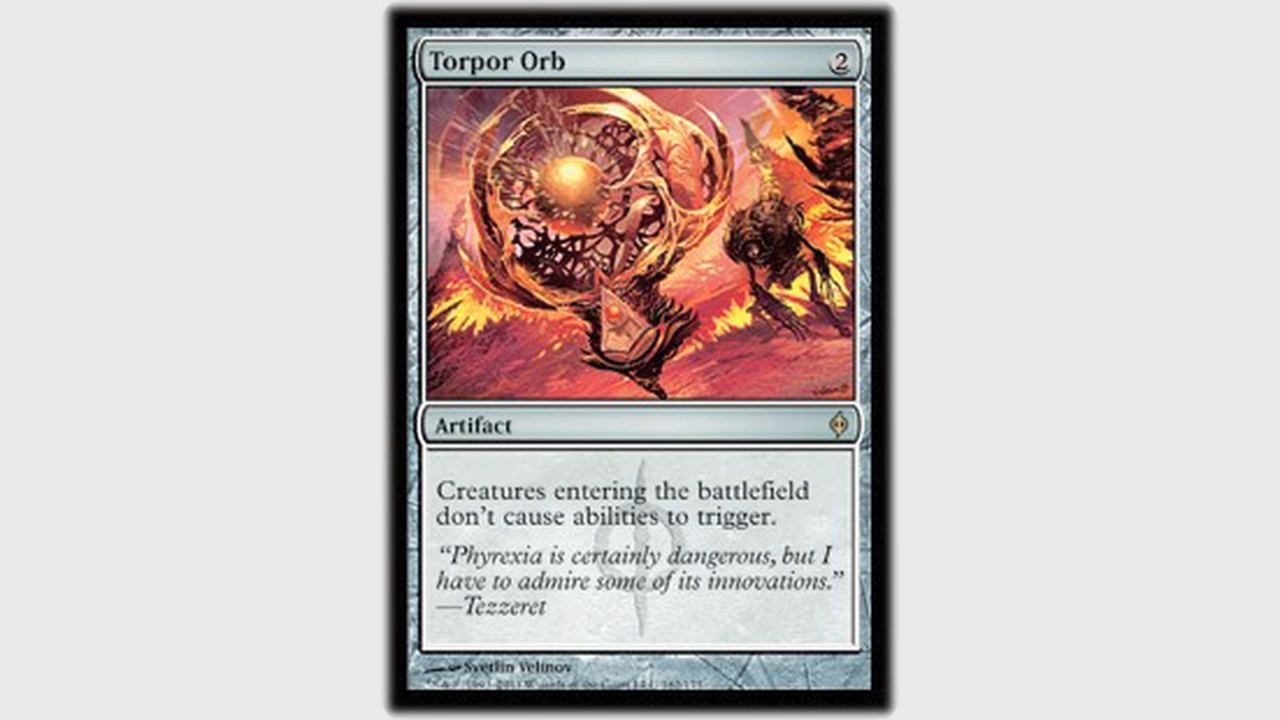 Torpor Orb
2
Artifact
Creatures entering the battlefield
don't cause abilities to trigger.
"Phyrexia is certainly dangerous, but I
have to admire some of its innovations."
—Tezzeret
Svetlin Velinov